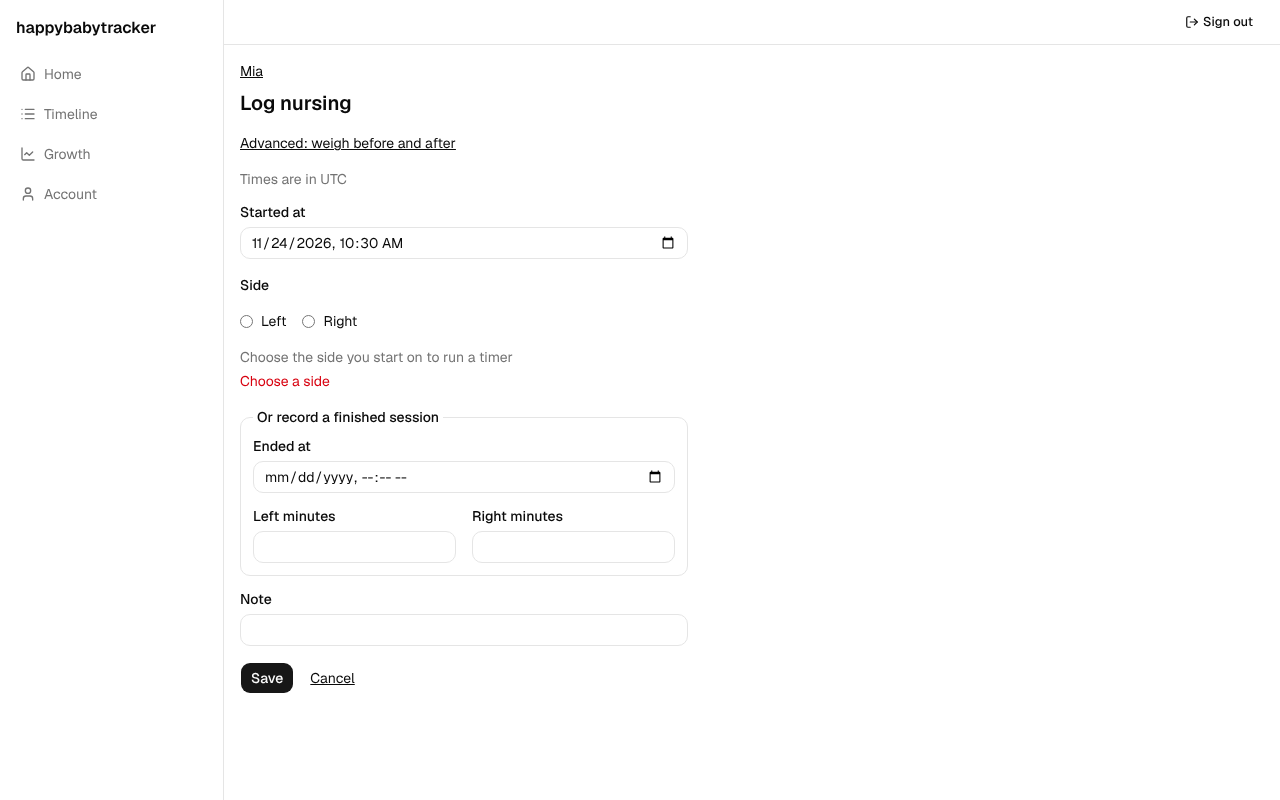 happybabytracker
Sign out
Home
Timeline
Growth
Account
Mia
Log nursing
Advanced: weigh before and after
Times are in UTC
Started at
11/24/2026, 10:30 AM
Side
Left
Right
Choose the side you start on to run a timer
Choose a side
Or record a finished session
Ended at
mm/dd/yyyy, --:-- --
Left minutes
Right minutes
Note
Save
Cancel